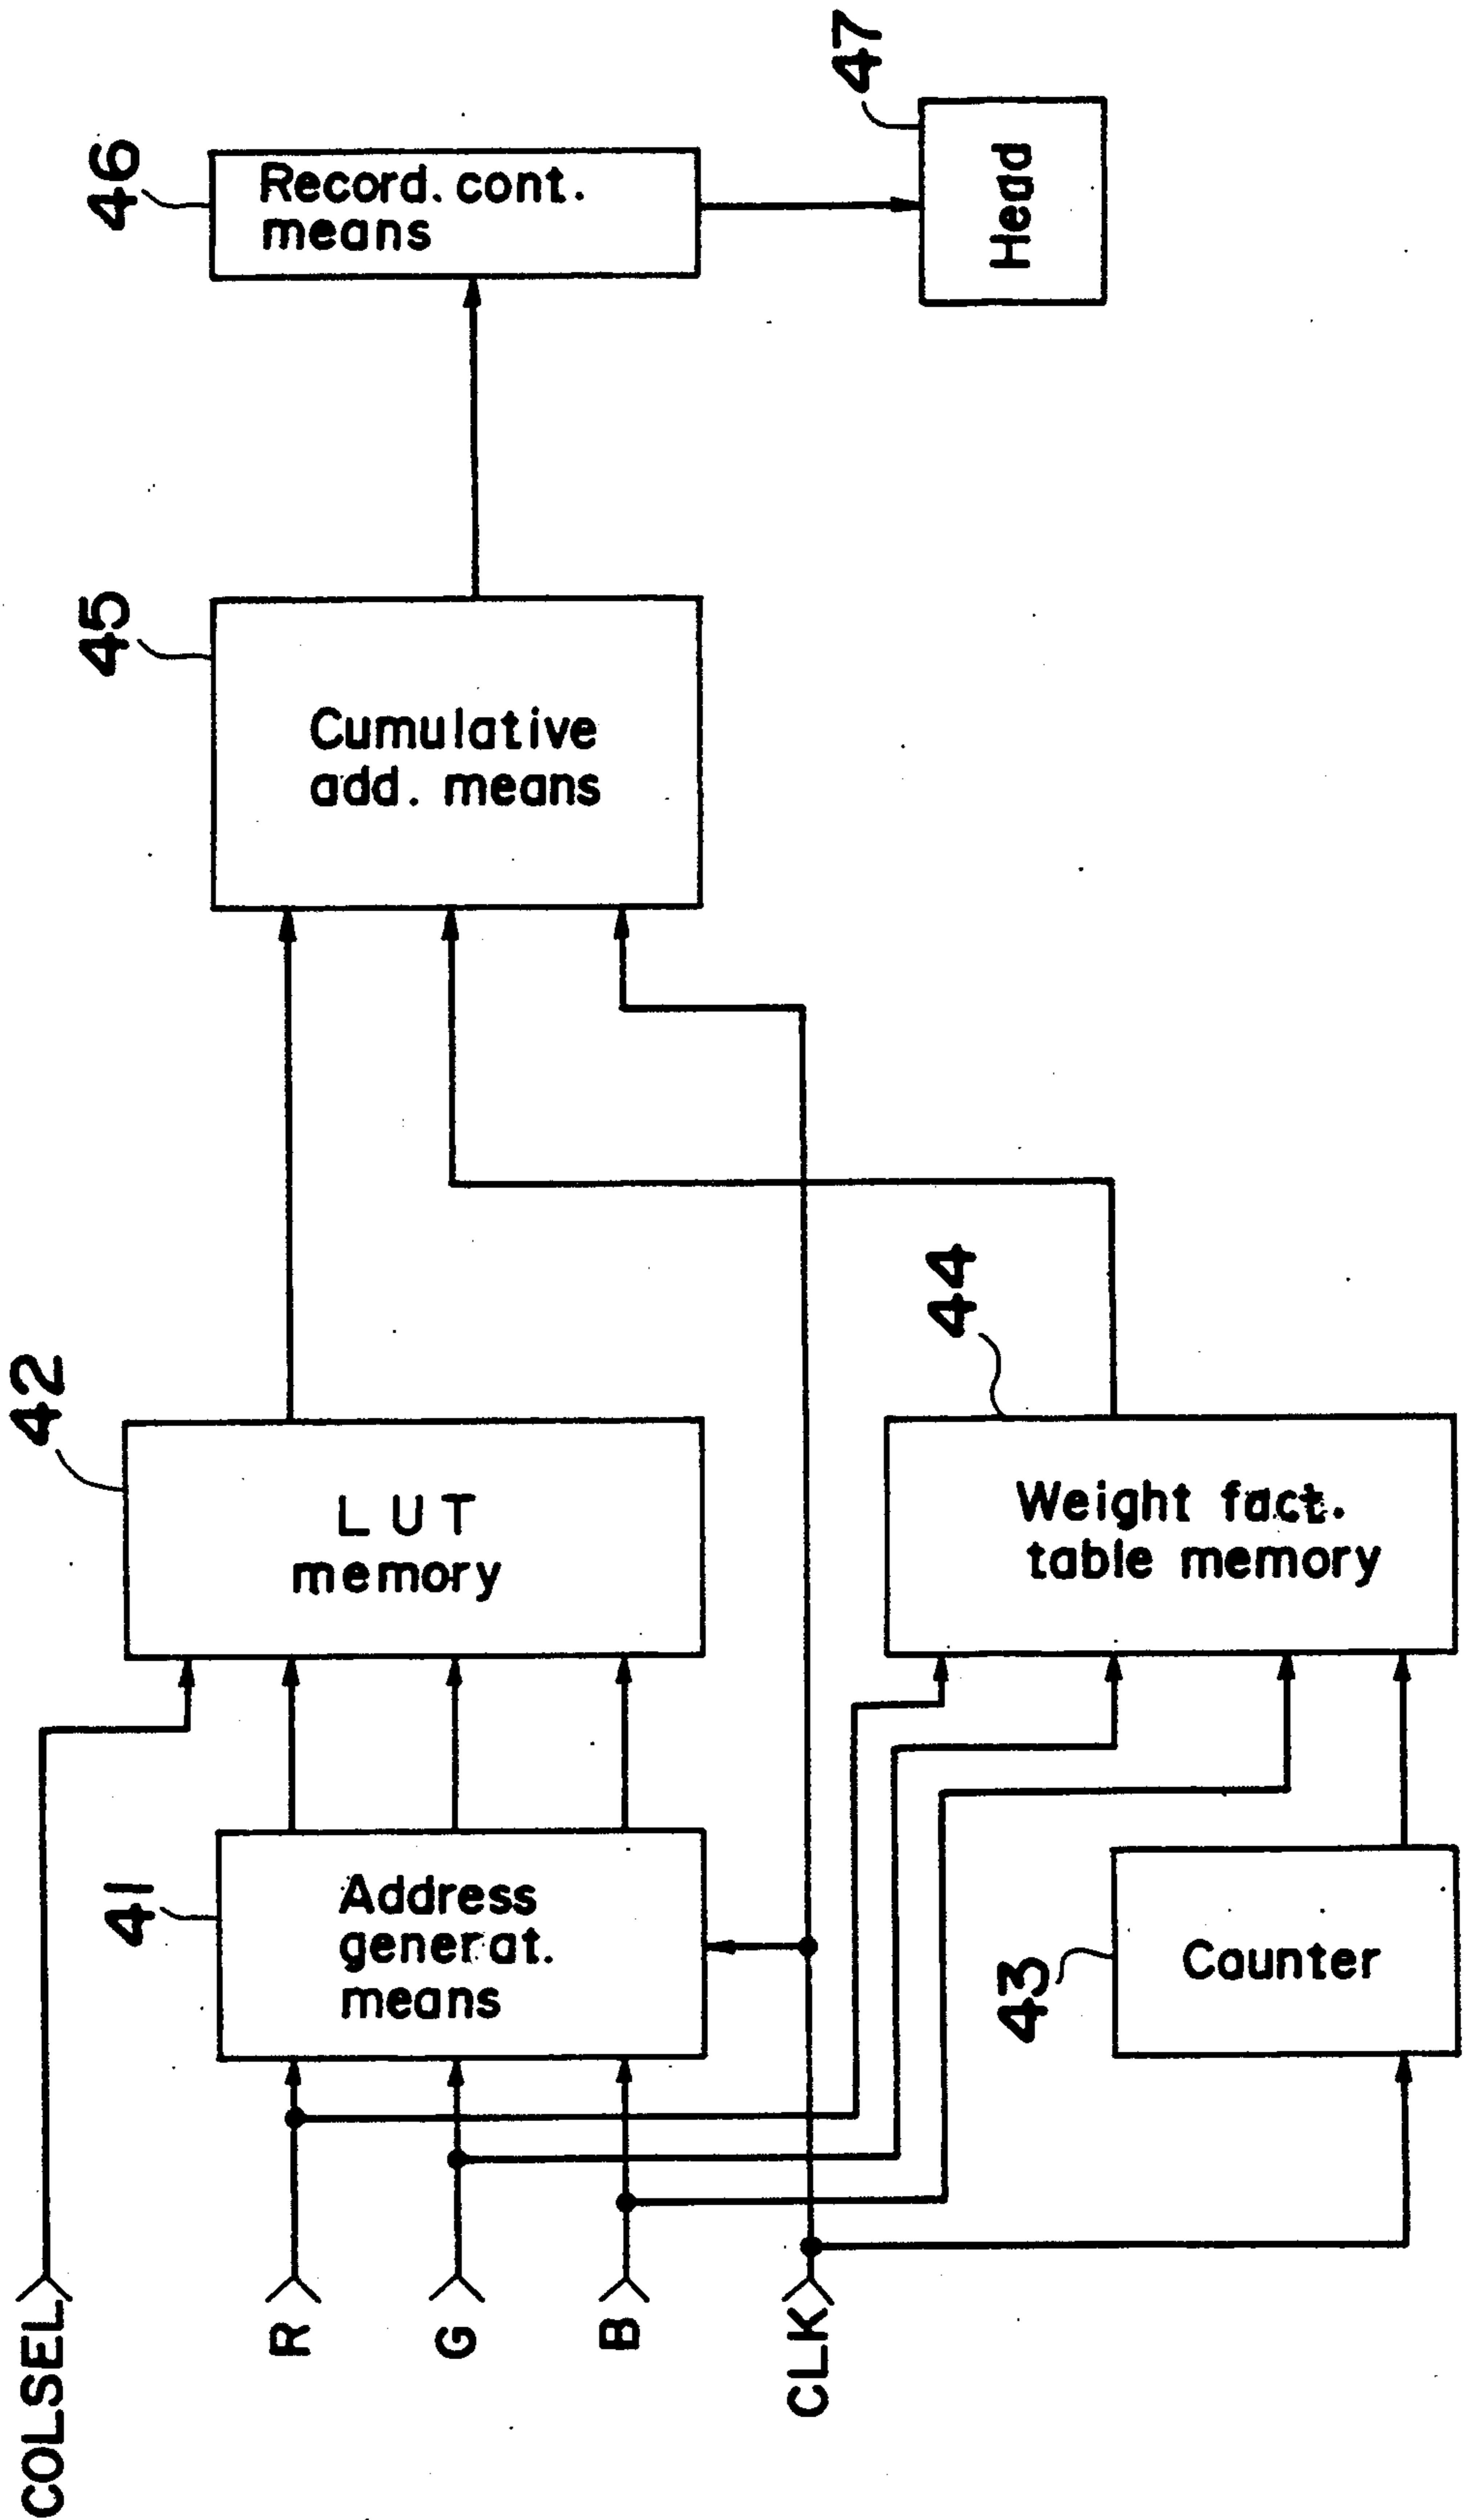 47
46
Record. cont.
means
Head
45
Cumulative
add. means
42
44
LUT
memory
Weight fact.
table memory
41
Address
generat.
means
43
Counter
COLSEL
R
G
B
CLK